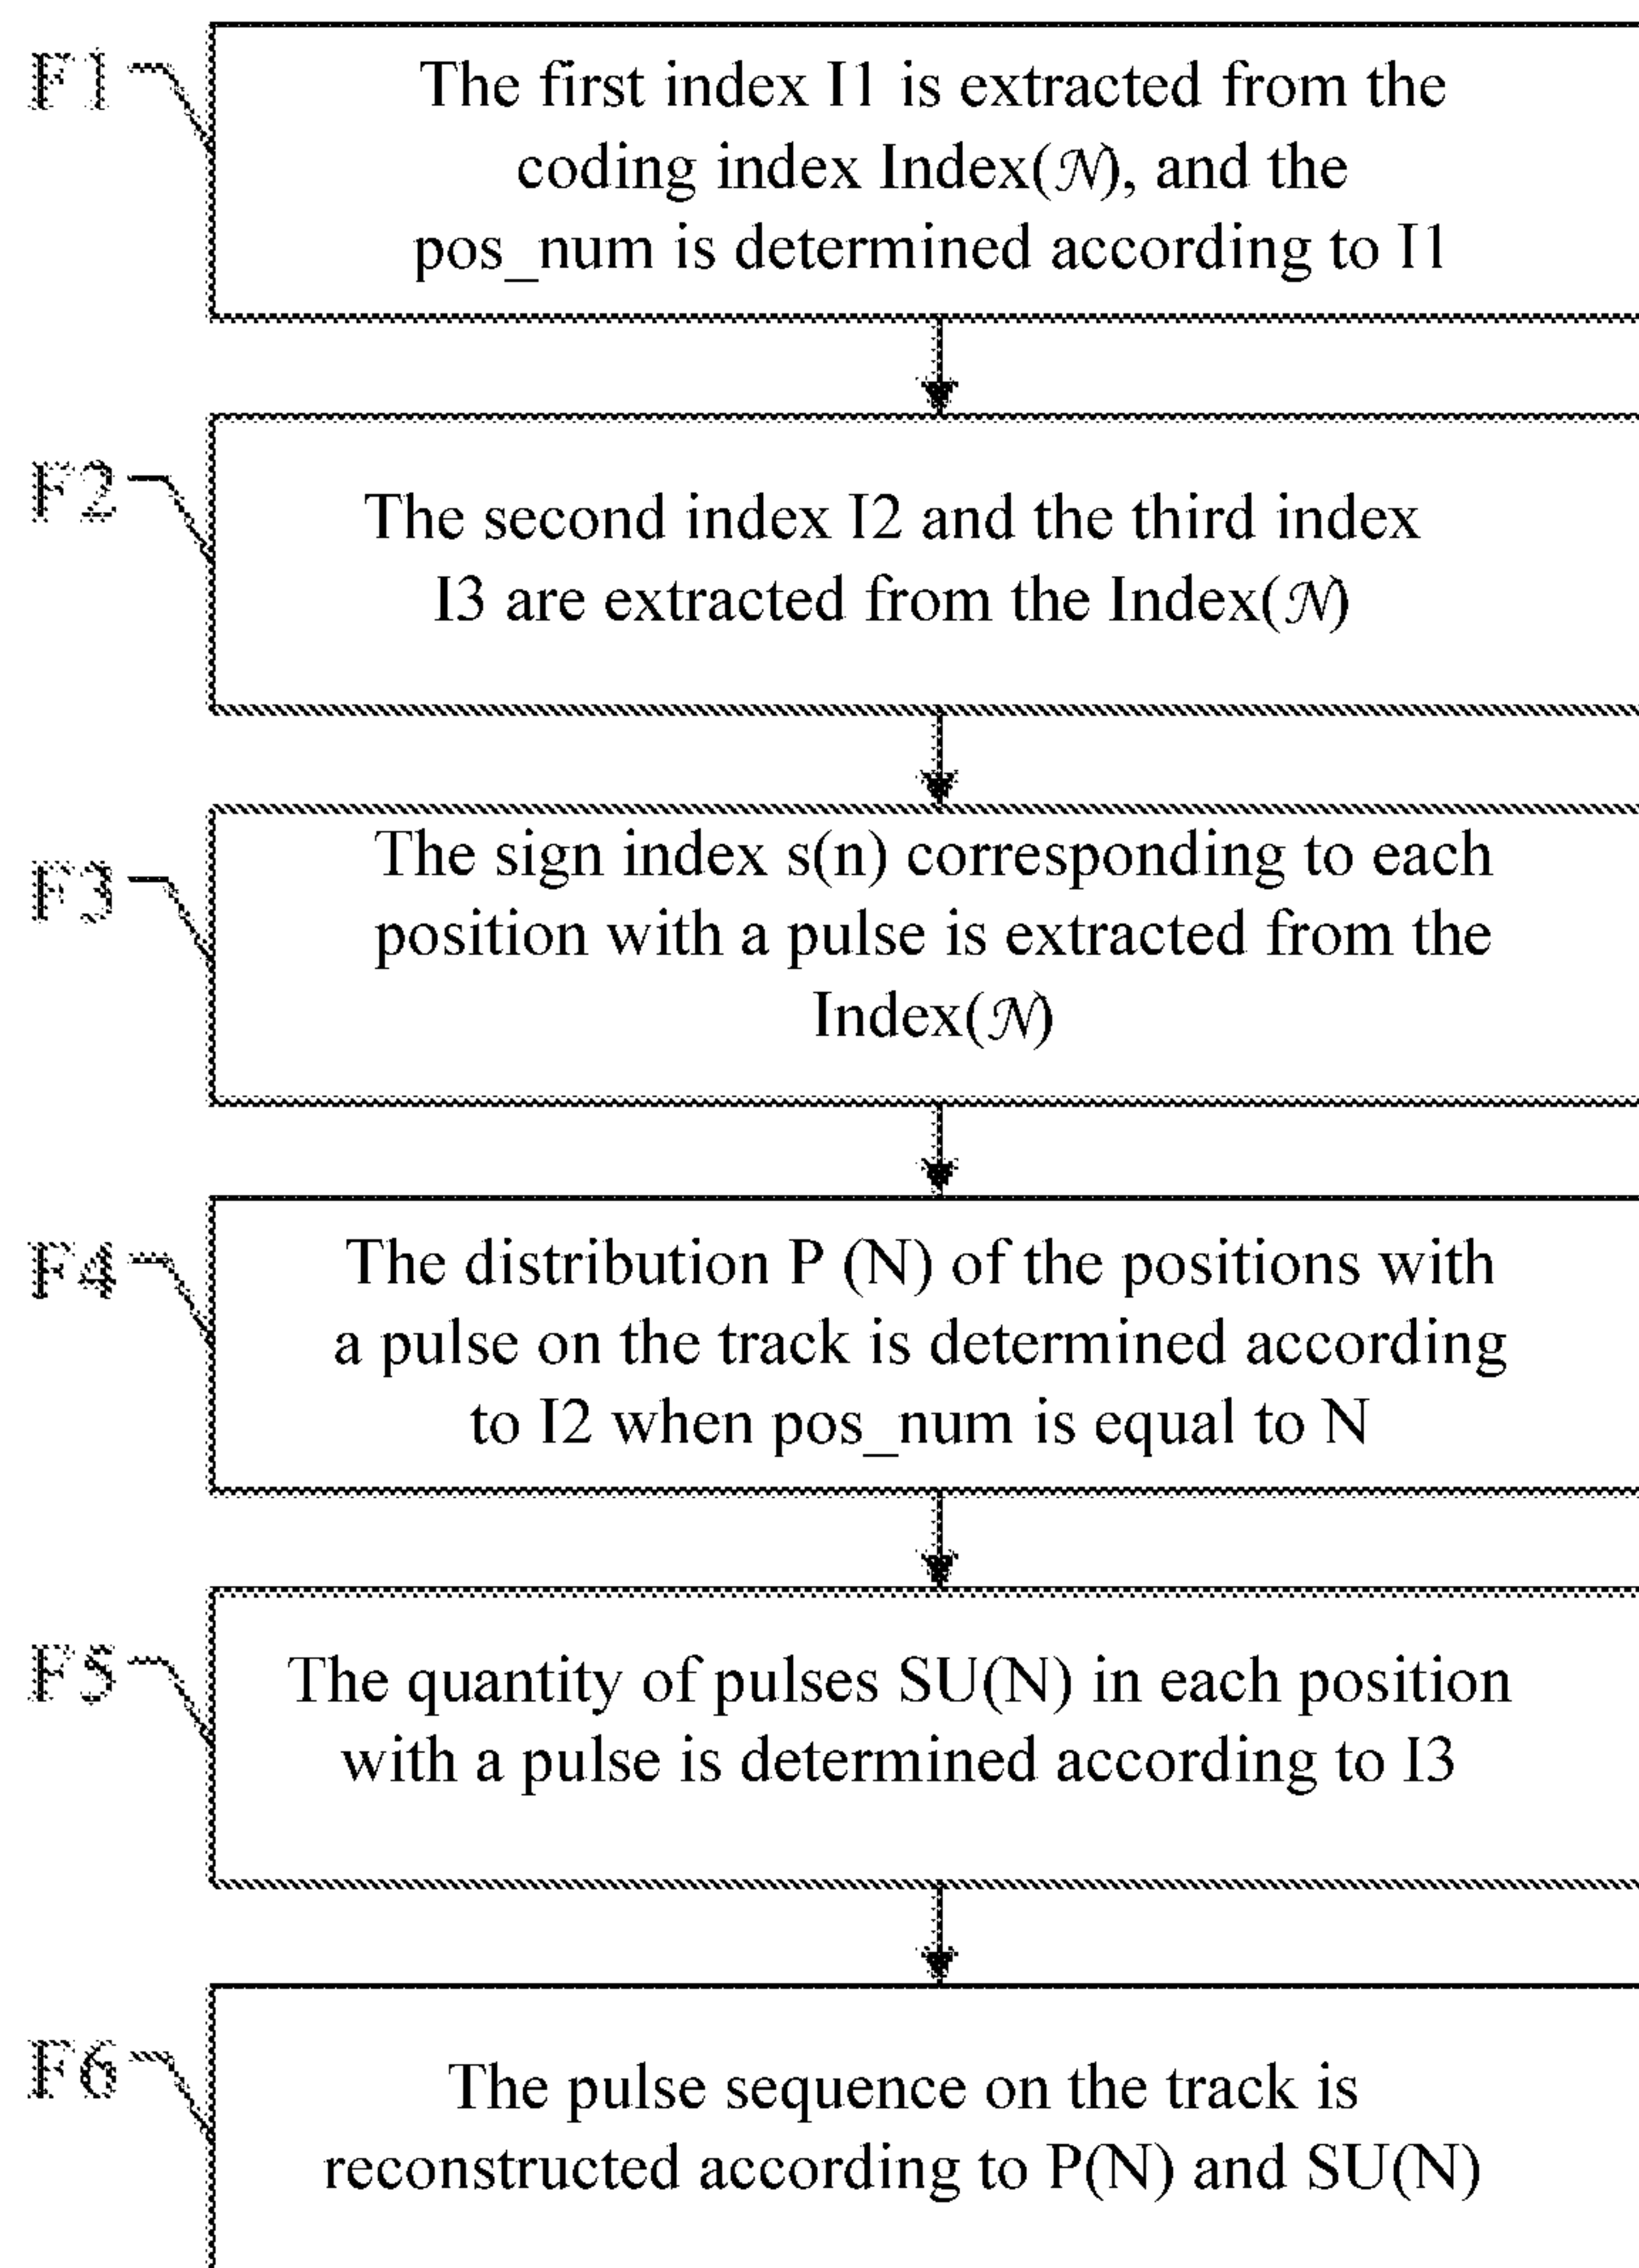 F1
The first index I1 is extracted from the
coding index Index(𝒩), and the
pos_num is determined according to I1
F2
The second index I2 and the third index
I3 are extracted from the Index(𝒩)
F3
The sign index s(n) corresponding to each
position with a pulse is extracted from the
Index(𝒩)
F4
The distribution P (N) of the positions with
a pulse on the track is determined according
to I2 when pos_num is equal to N
F5
The quantity of pulses SU(N) in each position
with a pulse is determined according to I3
F6
The pulse sequence on the track is
reconstructed according to P(N) and SU(N)